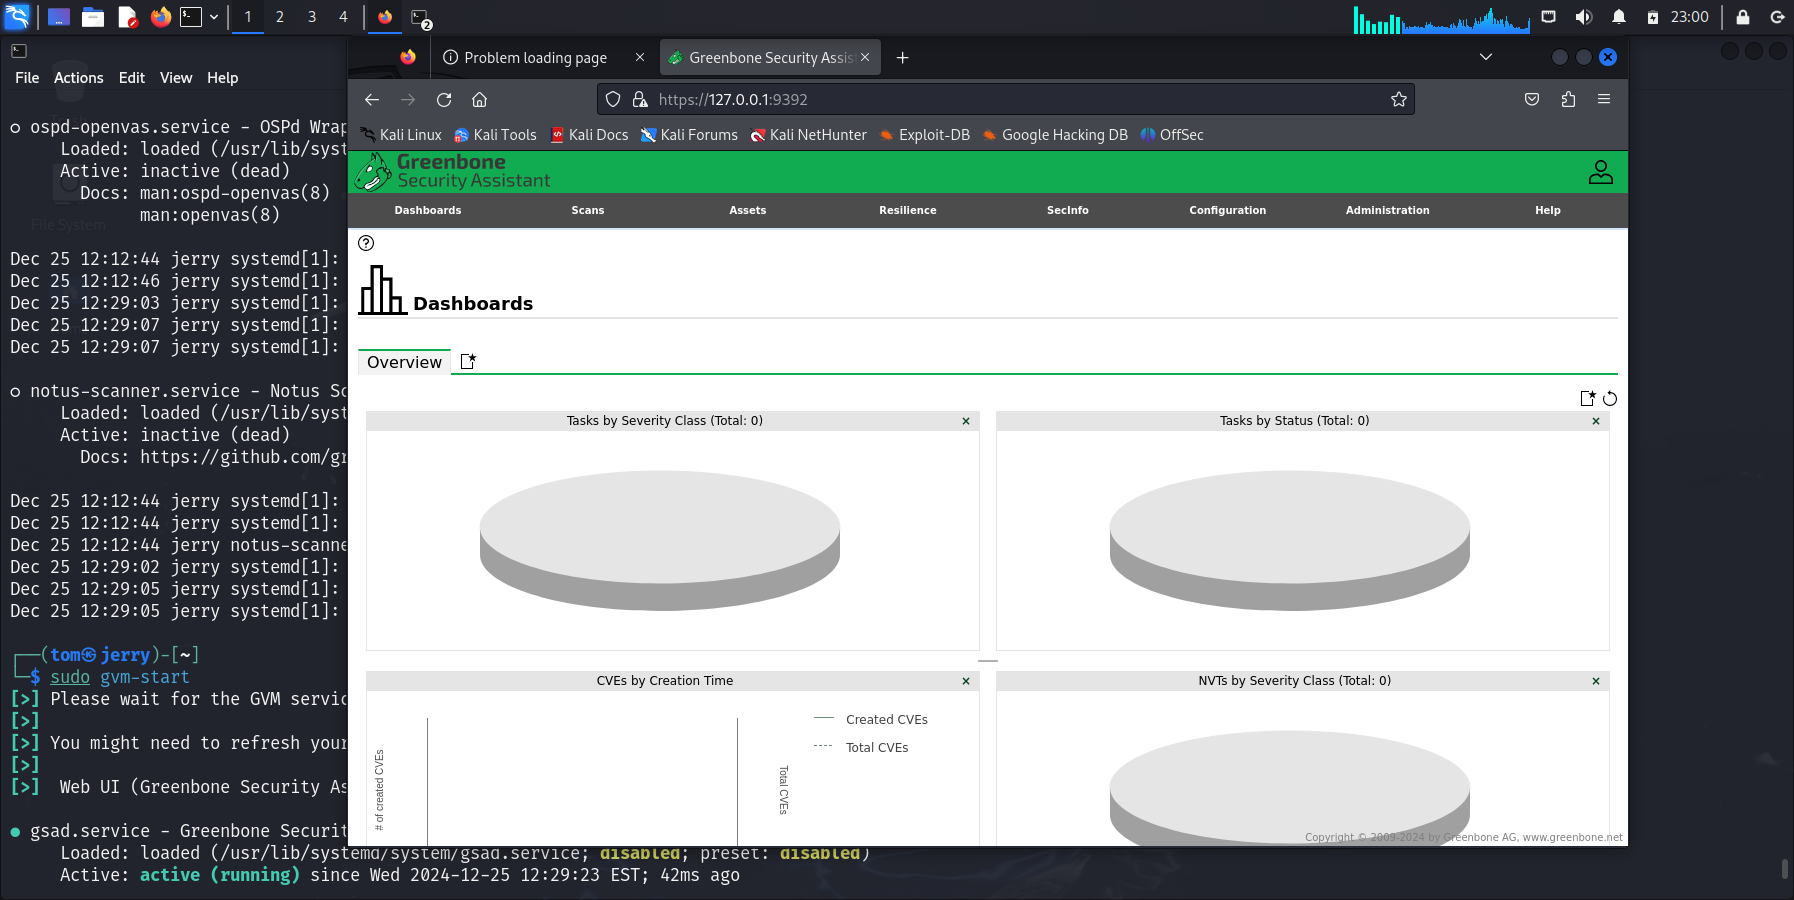 1 2 3 4 2 23:00
File Actions Edit View Help
○ ospd-openvas.service - OSPd Wrap
Loaded: loaded (/usr/lib/syst
Active: inactive (dead)
Docs: man:ospd-openvas(8)
man:openvas(8)
File System
Dec 25 12:12:44 jerry systemd[1]:
Dec 25 12:12:46 jerry systemd[1]:
Dec 25 12:29:03 jerry systemd[1]:
Dec 25 12:29:07 jerry systemd[1]:
Dec 25 12:29:07 jerry systemd[1]:
○ notus-scanner.service - Notus Sc
Loaded: loaded (/usr/lib/syst
Active: inactive (dead)
Docs: https://github.com/gr
Dec 25 12:12:44 jerry systemd[1]:
Dec 25 12:12:44 jerry systemd[1]:
Dec 25 12:12:44 jerry notus-scanne
Dec 25 12:29:02 jerry systemd[1]:
Dec 25 12:29:05 jerry systemd[1]:
Dec 25 12:29:05 jerry systemd[1]:
┌──(tom㉿jerry)-[~]
└─$ sudo gvm-start
[>] Please wait for the GVM servic
[>]
[>] You might need to refresh your
[>]
[>] Web UI (Greenbone Security As
● gsad.service - Greenbone Securit
Loaded: loaded (/usr/lib/systemd/system/gsad.service; disabled; preset: disabled)
Active: active (running) since Wed 2024-12-25 12:29:23 EST; 42ms ago
Problem loading page
Greenbone Security Assist
https://127.0.0.1:9392
Kali Linux Kali Tools Kali Docs Kali Forums Kali NetHunter Exploit-DB Google Hacking DB OffSec
Greenbone
Security Assistant
Dashboards Scans Assets Resilience SecInfo Configuration Administration Help
Dashboards
Overview
Tasks by Severity Class (Total: 0)
Tasks by Status (Total: 0)
CVEs by Creation Time
# of created CVEs
Total CVEs
Created CVEs
Total CVEs
NVTs by Severity Class (Total: 0)
Copyright © 2009-2024 by Greenbone AG, www.greenbone.net